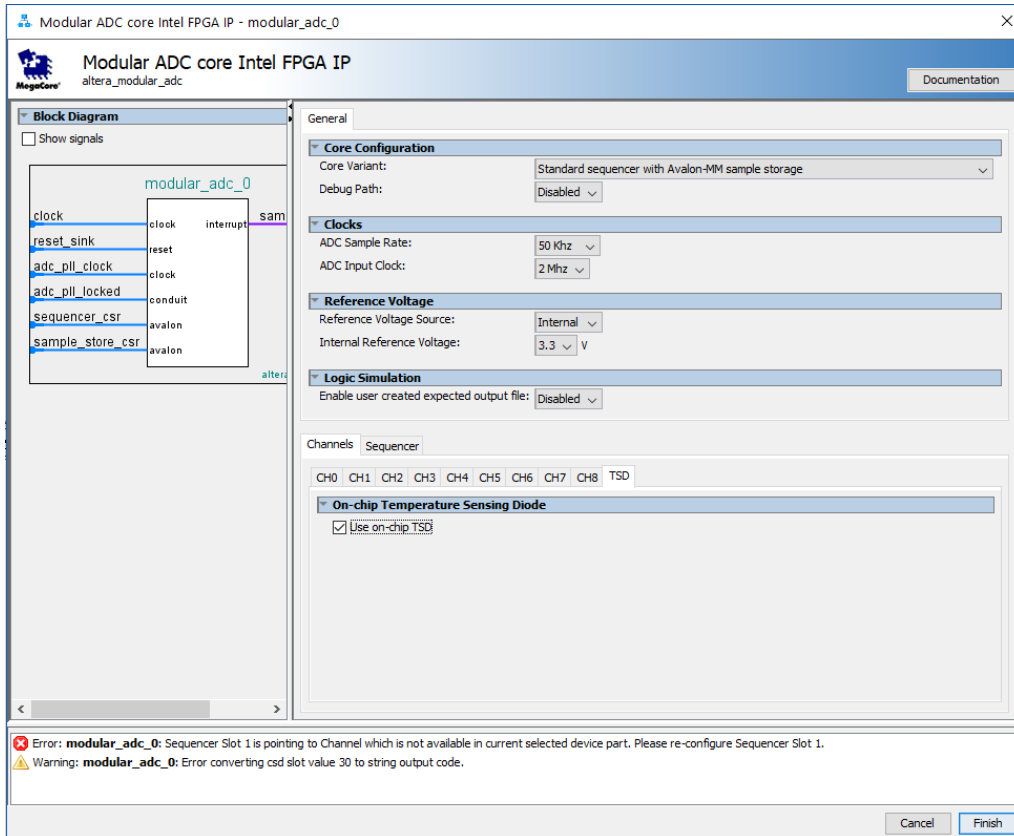 Modular ADC core Intel FPGA IP - modular_adc_0
Modular ADC core Intel FPGA IP
altera_modular_adc
MegaCore'
Documentation
Block Diagram
Show signals
modular_adc_0
clock
clock
interrupt
sam
reset_sink
reset
adc_pll_clock
clock
adc_pll_locked
conduit
sequencer_csr
avalon
sample_store_csr
avalon
altera
General
Core Configuration
Core Variant: Standard sequencer with Avalon-MM sample storage
Debug Path: Disabled
Clocks
ADC Sample Rate: 50 Khz
ADC Input Clock: 2 Mhz
Reference Voltage
Reference Voltage Source: Internal
Internal Reference Voltage: 3.3 V
Logic Simulation
Enable user created expected output file: Disabled
Channels Sequencer
CH0 CH1 CH2 CH3 CH4 CH5 CH6 CH7 CH8 TSD
On-chip Temperature Sensing Diode
Use on-chip TSD
Error: modular_adc_0: Sequencer Slot 1 is pointing to Channel which is not available in current selected device part. Please re-configure Sequencer Slot 1.
Warning: modular_adc_0: Error converting csd slot value 30 to string output code.
Cancel Finish